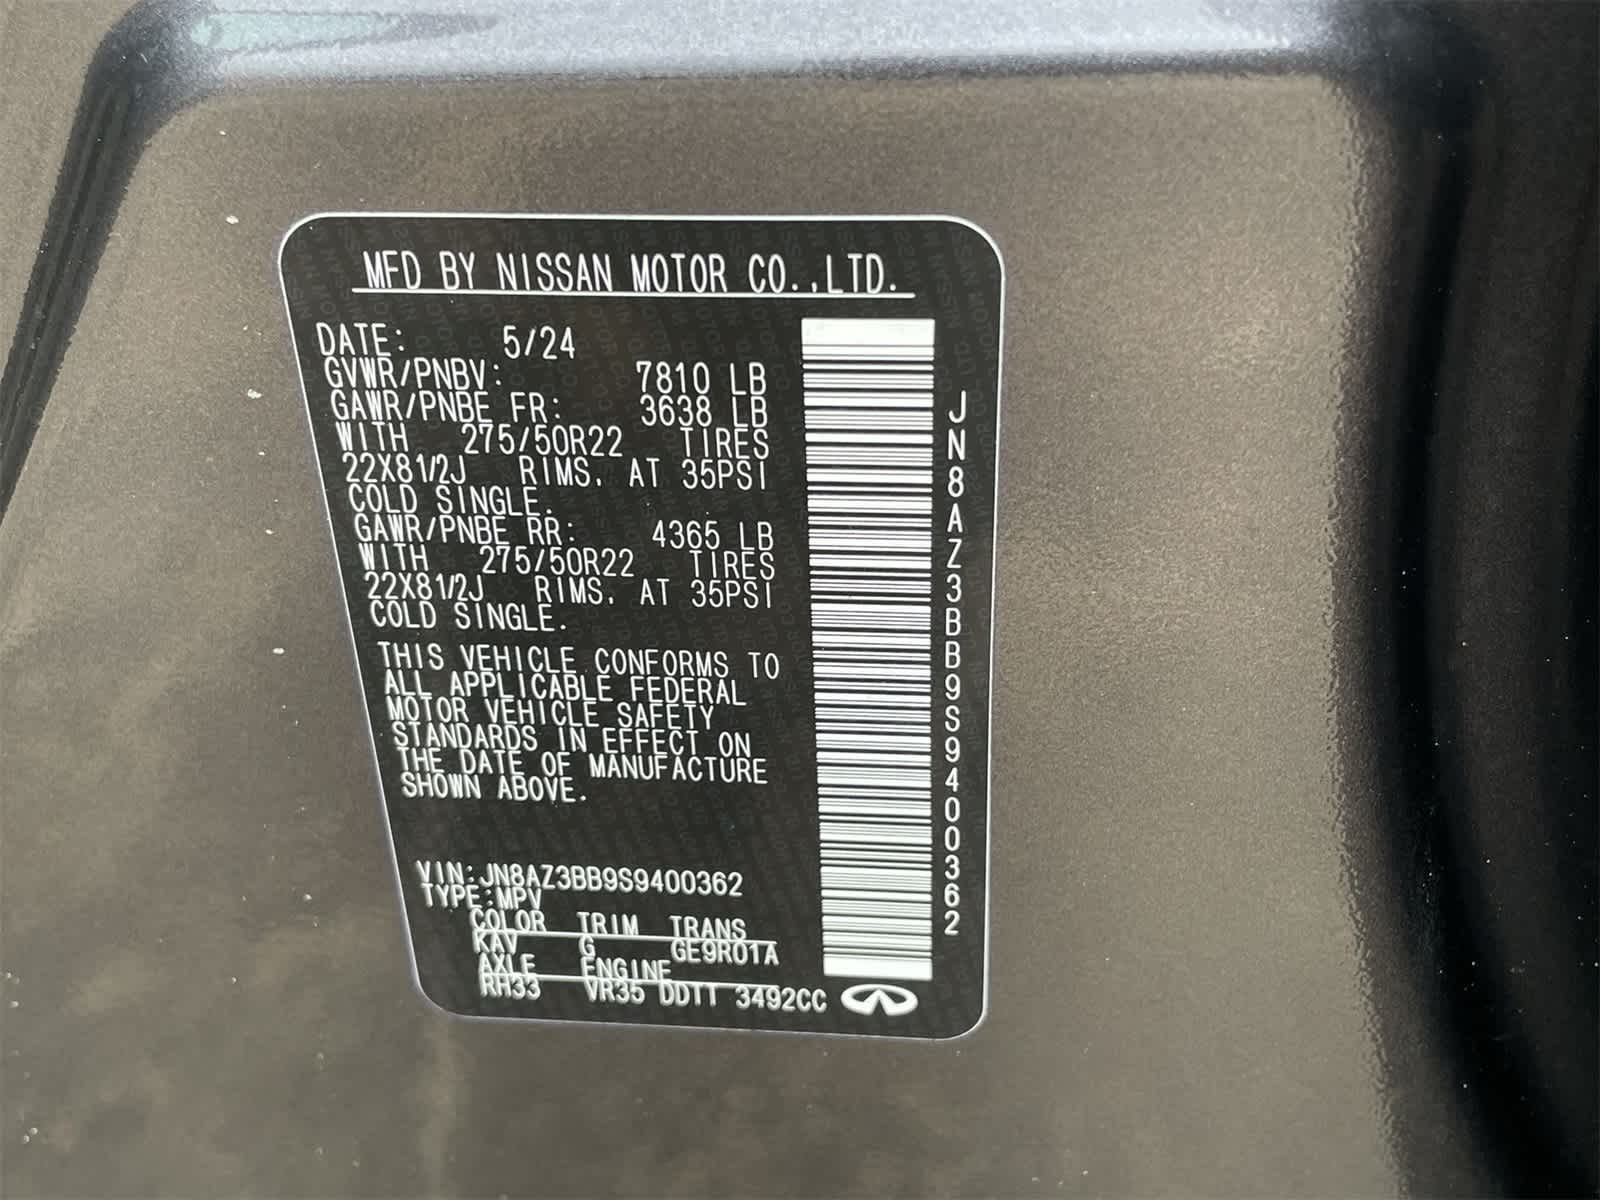 MFD BY NISSAN MOTOR CO.,LTD.
DATE: 5/24
GVWR/PNBV: 7810 LB
GAWR/PNBE FR: 3638 LB
WITH 275/50R22 TIRES
22X81/2J RIMS, AT 35PSI
COLD SINGLE.
GAWR/PNBE RR: 4365 LB
WITH 275/50R22 TIRES
22X81/2J RIMS, AT 35PSI
COLD SINGLE.
THIS VEHICLE CONFORMS TO
ALL APPLICABLE FEDERAL
MOTOR VEHICLE SAFETY
STANDARDS IN EFFECT ON
THE DATE OF MANUFACTURE
SHOWN ABOVE.
VIN:JN8AZ3BB9S9400362
TYPE:MPV
COLOR TRIM TRANS
KAV G GE9R01A
AXLE ENGINE
RH33 VR35 DDTT 3492CC
JN8AZ3BB9S9400362